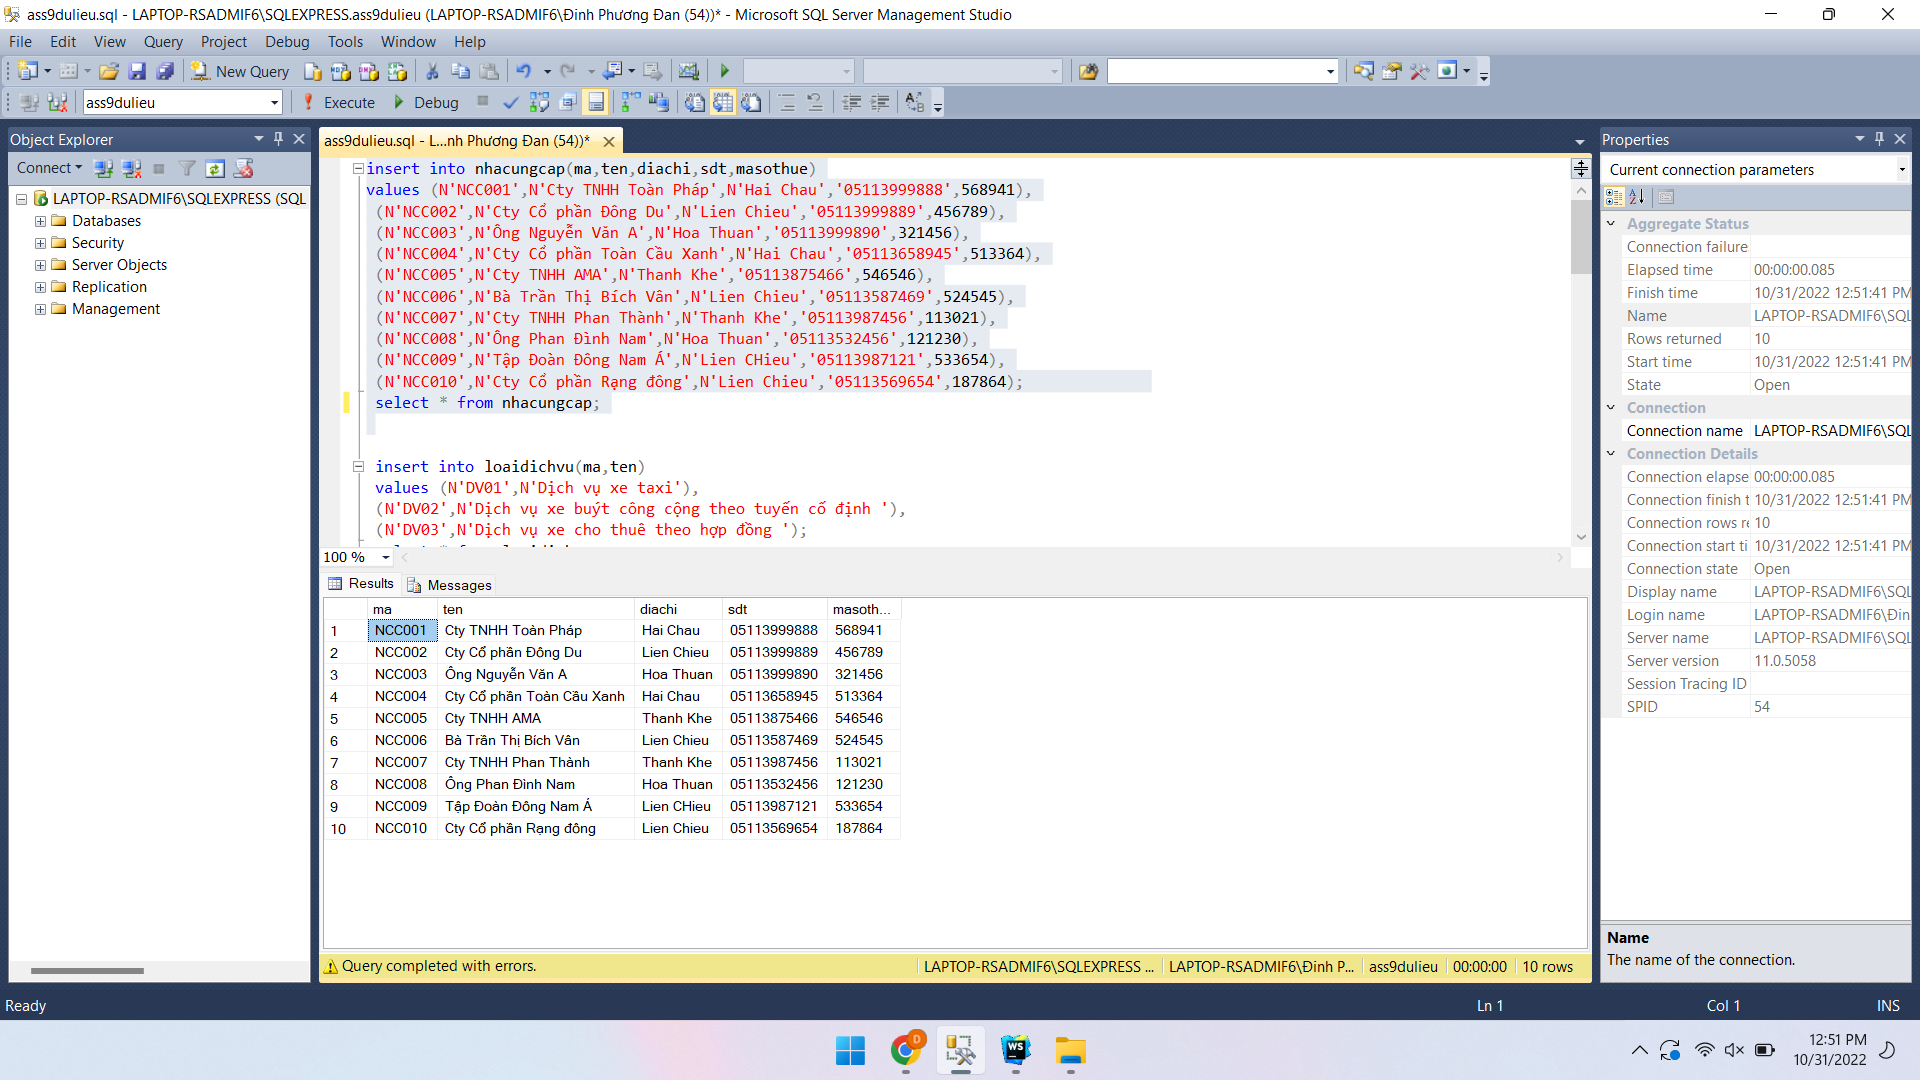 ass9dulieu.sql - LAPTOP-RSADMIF6\SQLEXPRESS.ass9dulieu (LAPTOP-RSADMIF6\Đinh Phương Đan (54))* - Microsoft SQL Server Management Studio
File Edit View Query Project Debug Tools Window Help
New Query
ass9dulieu Execute Debug
Object Explorer
Connect
LAPTOP-RSADMIF6\SQLEXPRESS (SQL
Databases
Security
Server Objects
Replication
Management
ass9dulieu.sql - L...nh Phương Đan (54))*
insert into nhacungcap(ma,ten,diachi,sdt,masothue)
values (N'NCC001',N'Cty TNHH Toàn Pháp',N'Hai Chau','05113999888',568941),
(N'NCC002',N'Cty Cổ phần Đông Du',N'Lien Chieu','05113999889',456789),
(N'NCC003',N'Ông Nguyễn Văn A',N'Hoa Thuan','05113999890',321456),
(N'NCC004',N'Cty Cổ phần Toàn Cầu Xanh',N'Hai Chau','05113658945',513364),
(N'NCC005',N'Cty TNHH AMA',N'Thanh Khe','05113875466',546546),
(N'NCC006',N'Bà Trần Thị Bích Vân',N'Lien Chieu','05113587469',524545),
(N'NCC007',N'Cty TNHH Phan Thành',N'Thanh Khe','05113987456',113021),
(N'NCC008',N'Ông Phan Đình Nam',N'Hoa Thuan','05113532456',121230),
(N'NCC009',N'Tập Đoàn Đông Nam Á',N'Lien CHieu','05113987121',533654),
(N'NCC010',N'Cty Cổ phần Rạng đông',N'Lien Chieu','05113569654',187864);
select * from nhacungcap;
insert into loaidichvu(ma,ten)
values (N'DV01',N'Dịch vụ xe taxi'),
(N'DV02',N'Dịch vụ xe buýt công cộng theo tuyến cố định '),
(N'DV03',N'Dịch vụ xe cho thuê theo hợp đồng ');
100 %
Results Messages
ma ten diachi sdt masoth...
1 NCC001 Cty TNHH Toàn Pháp Hai Chau 05113999888 568941
2 NCC002 Cty Cổ phần Đông Du Lien Chieu 05113999889 456789
3 NCC003 Ông Nguyễn Văn A Hoa Thuan 05113999890 321456
4 NCC004 Cty Cổ phần Toàn Cầu Xanh Hai Chau 05113658945 513364
5 NCC005 Cty TNHH AMA Thanh Khe 05113875466 546546
6 NCC006 Bà Trần Thị Bích Vân Lien Chieu 05113587469 524545
7 NCC007 Cty TNHH Phan Thành Thanh Khe 05113987456 113021
8 NCC008 Ông Phan Đình Nam Hoa Thuan 05113532456 121230
9 NCC009 Tập Đoàn Đông Nam Á Lien CHieu 05113987121 533654
10 NCC010 Cty Cổ phần Rạng đông Lien Chieu 05113569654 187864
Query completed with errors. LAPTOP-RSADMIF6\SQLEXPRESS ... LAPTOP-RSADMIF6\Đinh P... ass9dulieu 00:00:00 10 rows
Properties
Current connection parameters
Aggregate Status
Connection failure
Elapsed time 00:00:00.085
Finish time 10/31/2022 12:51:41 PM
Name LAPTOP-RSADMIF6\SQL
Rows returned 10
Start time 10/31/2022 12:51:41 PM
State Open
Connection
Connection name LAPTOP-RSADMIF6\SQL
Connection Details
Connection elapse 00:00:00.085
Connection finish t 10/31/2022 12:51:41 PM
Connection rows re 10
Connection start ti 10/31/2022 12:51:41 PM
Connection state Open
Display name LAPTOP-RSADMIF6\SQL
Login name LAPTOP-RSADMIF6\Đin
Server name LAPTOP-RSADMIF6\SQL
Server version 11.0.5058
Session Tracing ID
SPID 54
Name
The name of the connection.
Ready Ln 1 Col 1 INS
D
WS
12:51 PM
10/31/2022